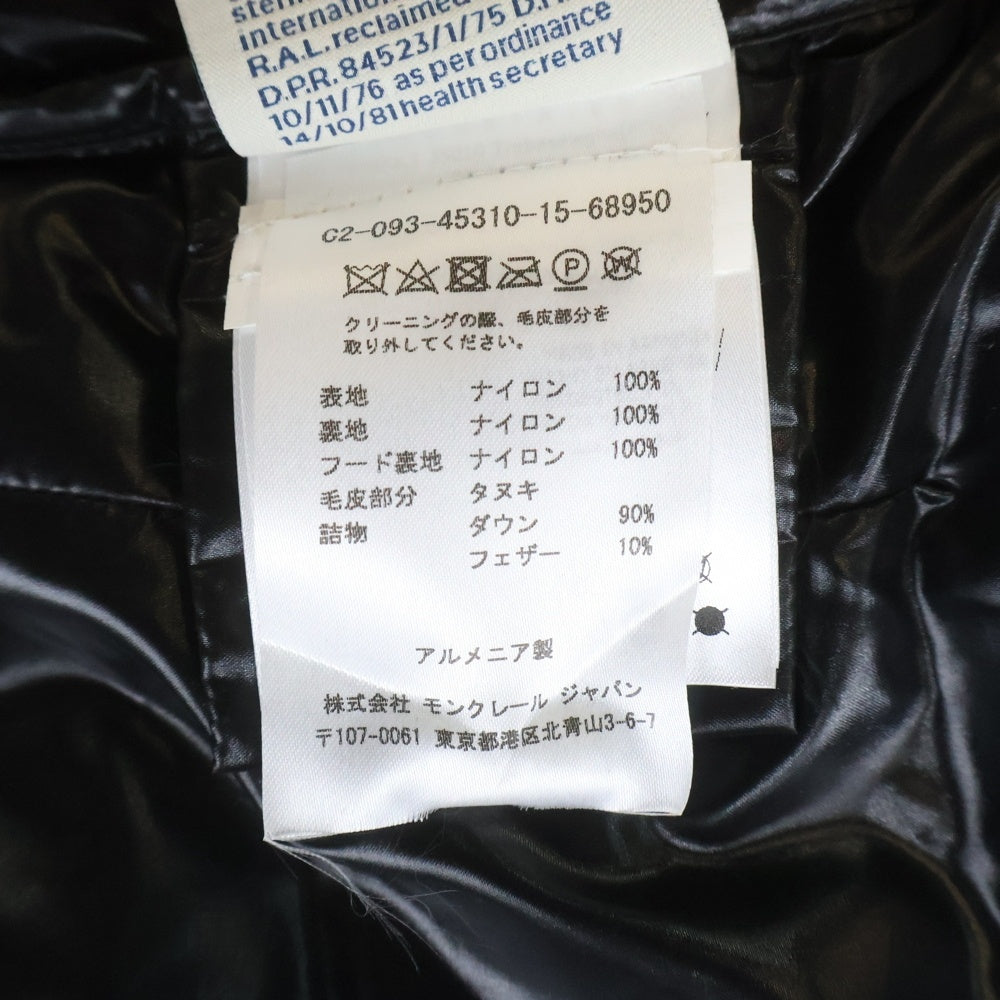 international
R.A.L. reclaimed
D.P.R. 84523/1/75 D.P.
10/11/76 as per ordinance
14/10/81 health secretary
C2-093-45310-15-68950
P
W
クリーニングの際、毛皮部分を
取り外してください。
表地 ナイロン 100%
裏地 ナイロン 100%
フード裏地 ナイロン 100%
毛皮部分 タヌキ
詰物 ダウン 90%
フェザー 10%
アルメニア製
株式会社 モンクレール ジャパン
〒107-0061 東京都港区北青山3-6-7